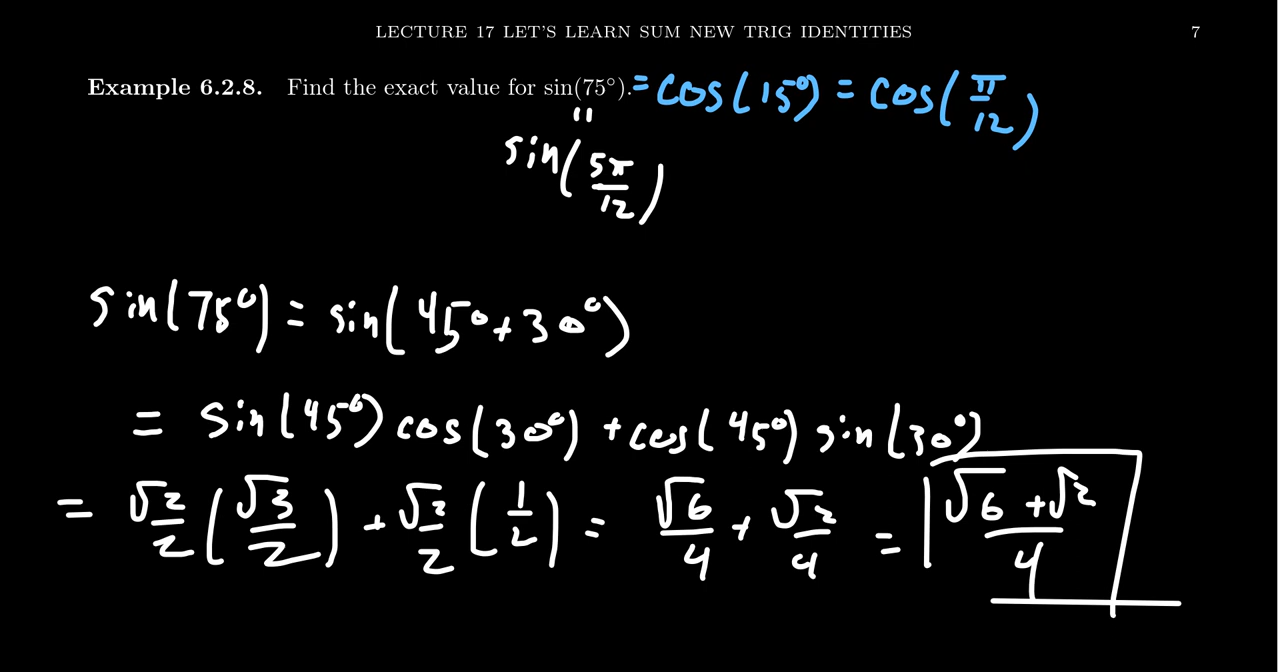 LECTURE 17 LET'S LEARN SUM NEW TRIG IDENTITIES 7
Example 6.2.8. Find the exact value for sin(75°). = cos(15°) = cos(π/12)
"
sin(5π/12)
sin(75°) = sin(45° + 30°)
= sin(45°) cos(30°) + cos(45°) sin(30°)
= √2/2 (√3/2) + √2/2 (1/2) = √6/4 + √2/4 = √6 + √2/4